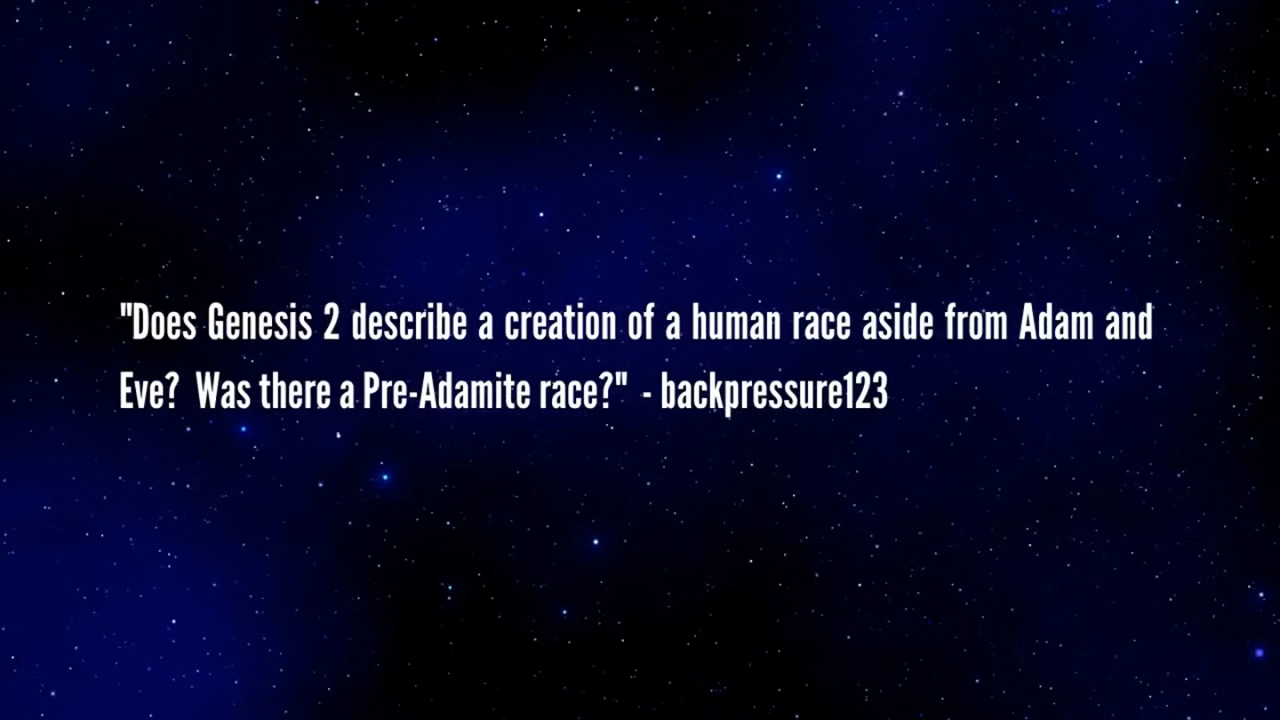 "Does Genesis 2 describe a creation of a human race aside from Adam and
Eve?  Was there a Pre-Adamite race?"  - backpressure123